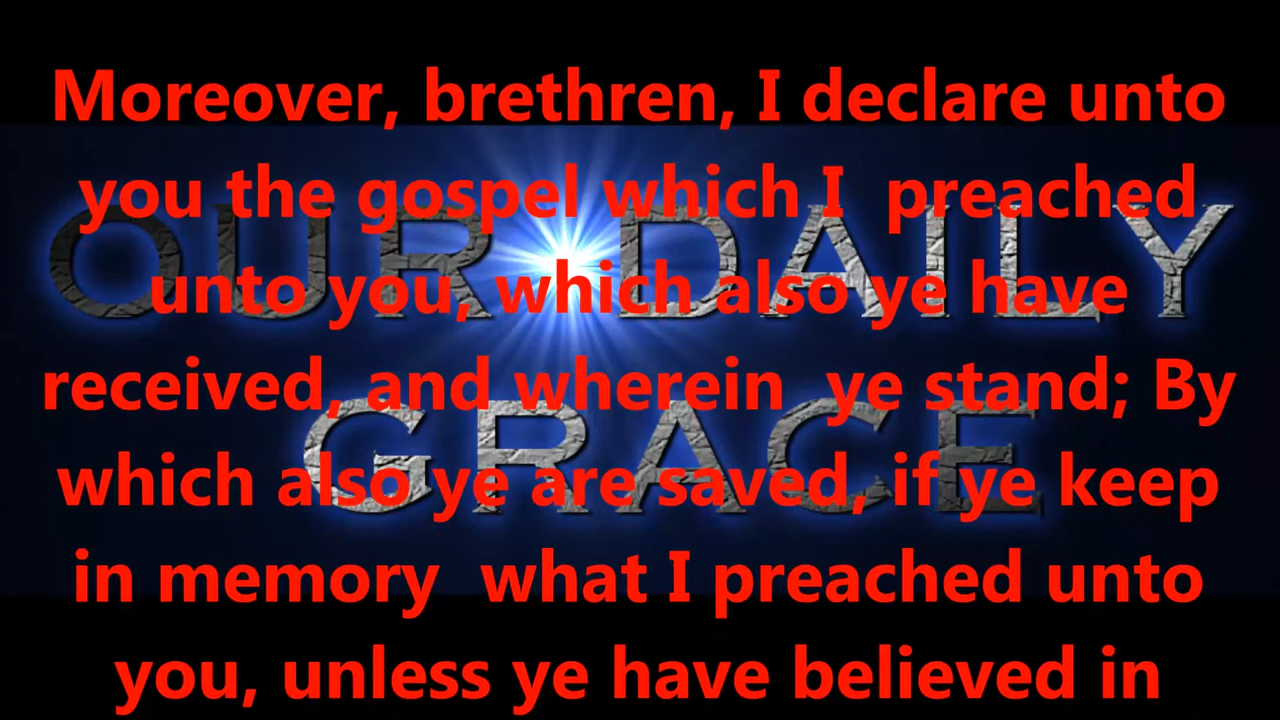 Moreover, brethren, I declare unto
you the gospel which I  preached
unto you, which also ye have
received, and wherein  ye stand; By
which also ye are saved, if ye keep
in memory  what I preached unto
you, unless ye have believed in
OUR DAILY
GRACE